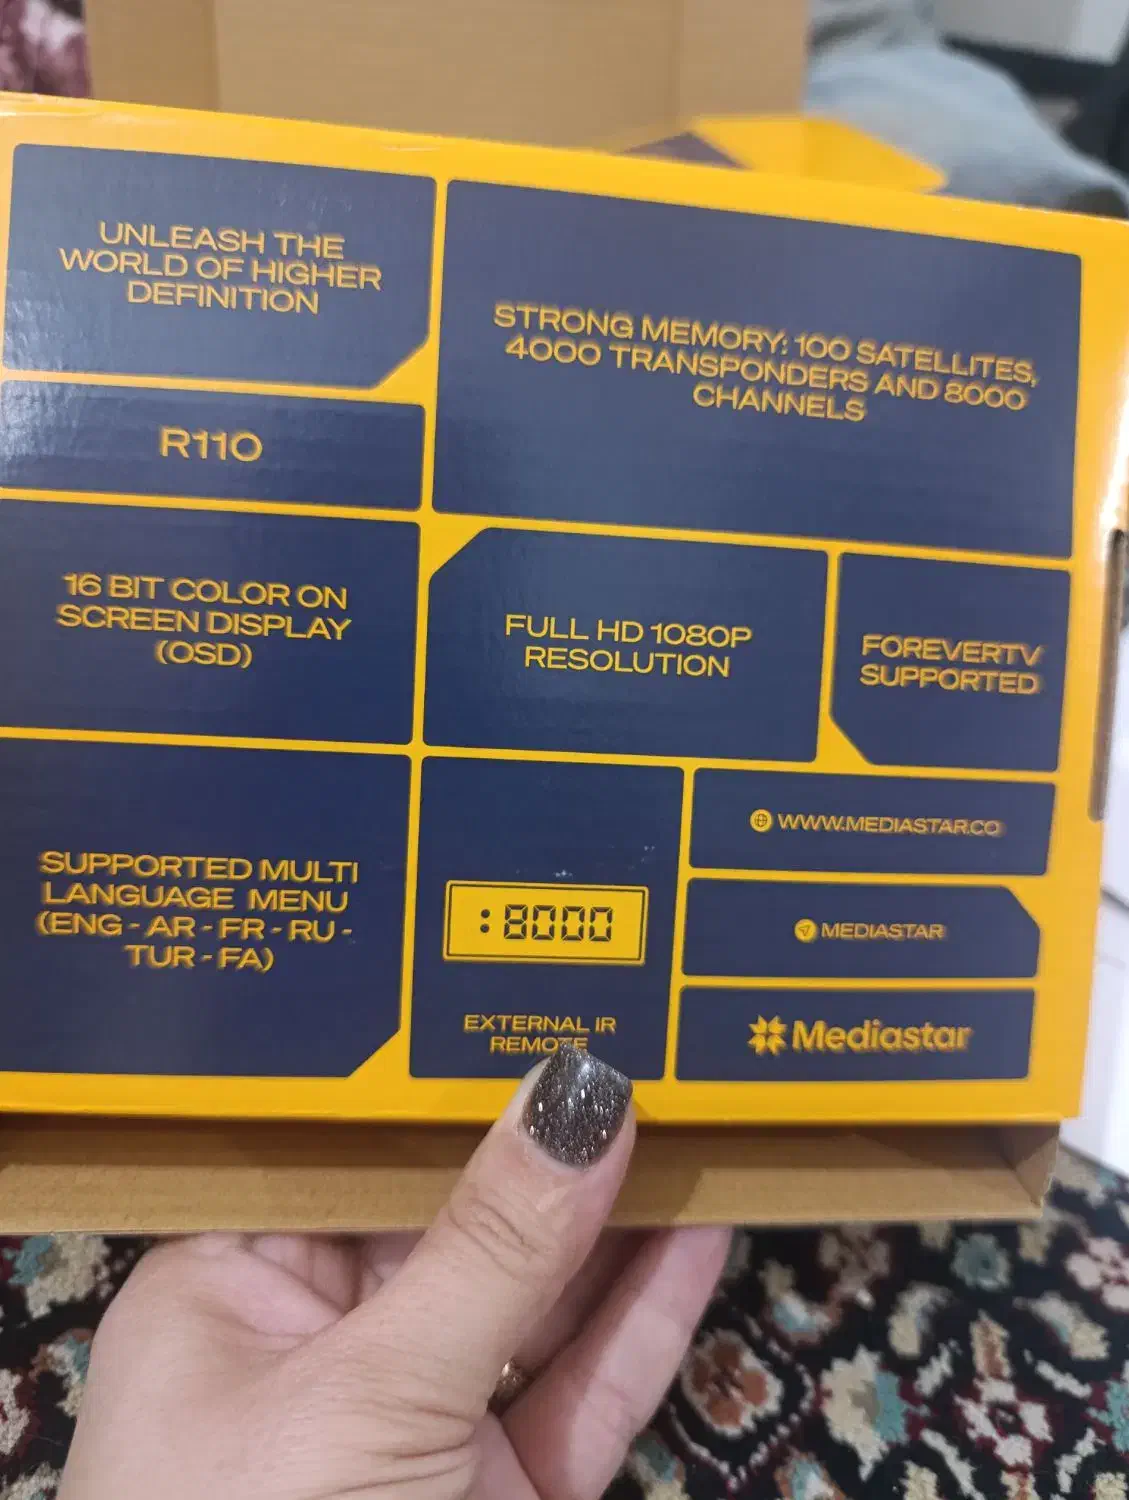 UNLEASH THE
WORLD OF HIGHER
DEFINITION
STRONG MEMORY: 100 SATELLITES,
4000 TRANSPONDERS AND 8000
CHANNELS
R110
16 BIT COLOR ON
SCREEN DISPLAY
(OSD)
FULL HD 1080P
RESOLUTION
FOREVERTV
SUPPORTED
SUPPORTED MULTI
LANGUAGE MENU
(ENG - AR - FR - RU -
TUR - FA)
:8000
EXTERNAL IR
REMOTE
WWW.MEDIASTAR.CO
MEDIASTAR
Mediastar